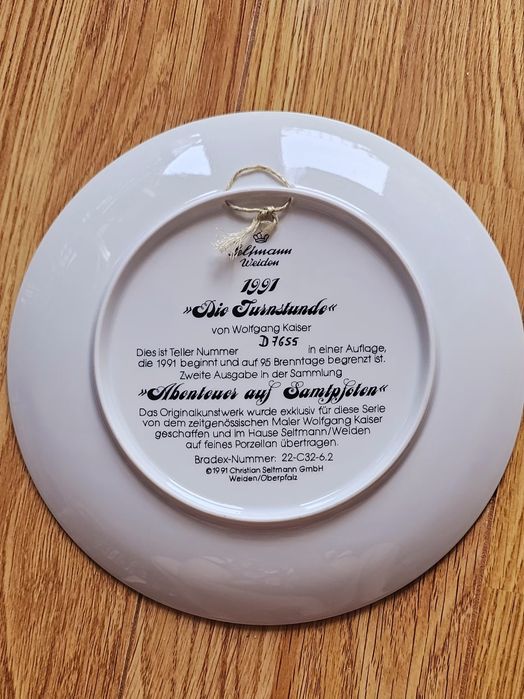 Seltmann
Weiden
1991
»Die Turnstunde«
von Wolfgang Kaiser
D 7655
Dies ist Teller Nummer in einer Auflage,
die 1991 beginnt und auf 95 Brenntage begrenzt ist.
Zweite Ausgabe in der Sammlung
»Abenteuer auf Samtpfoten«
Das Originalkunstwerk wurde exklusiv für diese Serie
von dem zeitgenössischen Maler Wolfgang Kaiser
geschaffen und im Hause Seltmann/Weiden
auf feines Porzellan übertragen.
Bradex-Nummer: 22-C32-6.2
©1991 Christian Seltmann GmbH
Weiden/Oberpfalz